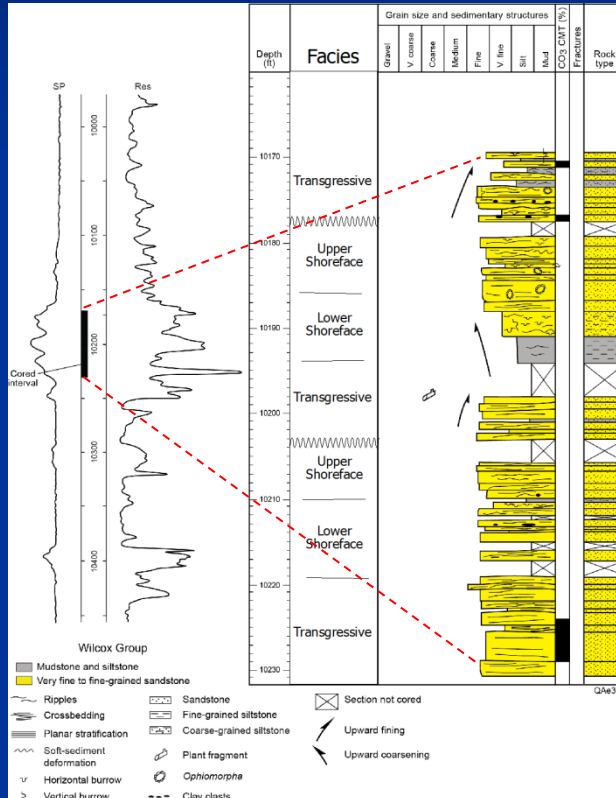 Grain size and sedimentary structures
Depth
(ft)
Facies
Gravel
V. coarse
Coarse
Medium
Fine
V. fine
Silt
Mud
CO3 CMT (%)
Fractures
Rock
type
SP
Res
10000
10100
10200
10300
10400
Cored
interval
10170
10180
10190
10200
10210
10220
10230
Transgressive
Upper
Shoreface
Lower
Shoreface
Transgressive
Upper
Shoreface
Lower
Shoreface
Transgressive
QAe3
Wilcox Group
Mudstone and siltstone
Very fine to fine-grained sandstone
Ripples
Crossbedding
Planar stratification
Soft-sediment
deformation
Horizontal burrow
Vertical burrow
Sandstone
Fine-grained siltstone
Coarse-grained siltstone
Plant fragment
Ophiomorpha
Clay clasts
Section not cored
Upward fining
Upward coarsening